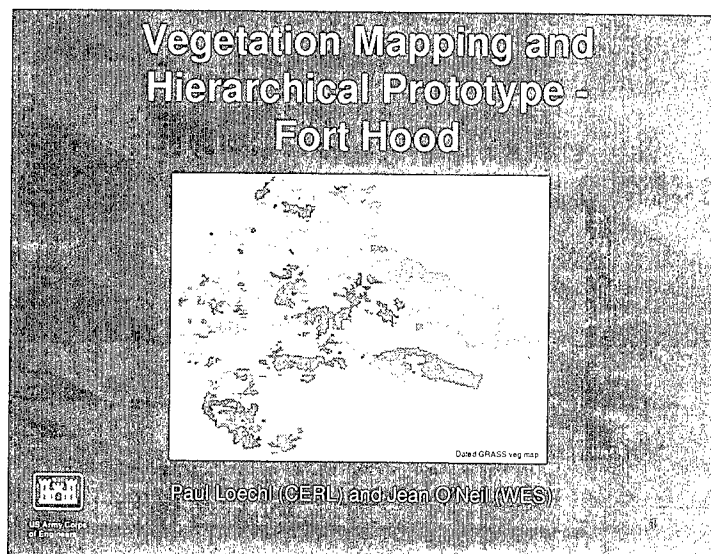 Vegetation Mapping and
Hierarchical Prototype -
Fort Hood
Dated GRASS veg map
Paul Loechl (CERL) and Jean O'Neil (WES)
US Army Corps
of Engineers